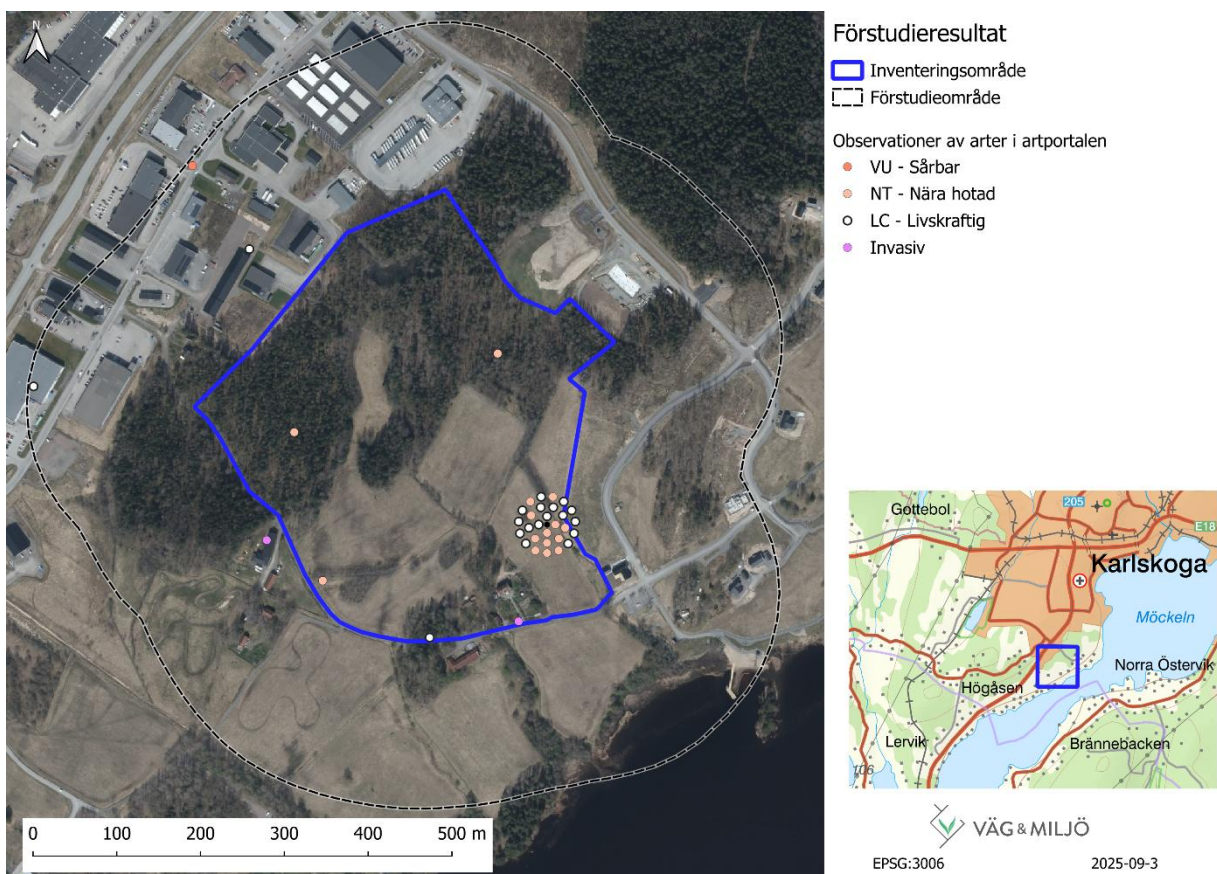 N
Förstudieresultat
Inventeringsområde
Förstudieområde
Observationer av arter i artportalen
VU - Sårbar
NT - Nära hotad
LC - Livskraftig
Invasiv
0 100 200 300 400 500 m
Gottebol
205
E18
Karlskoga
Möckeln
Norra Östervik
Högåsen
Lervik
Brännebacken
106
VÄG & MILJÖ
EPSG:3006 2025-09-3